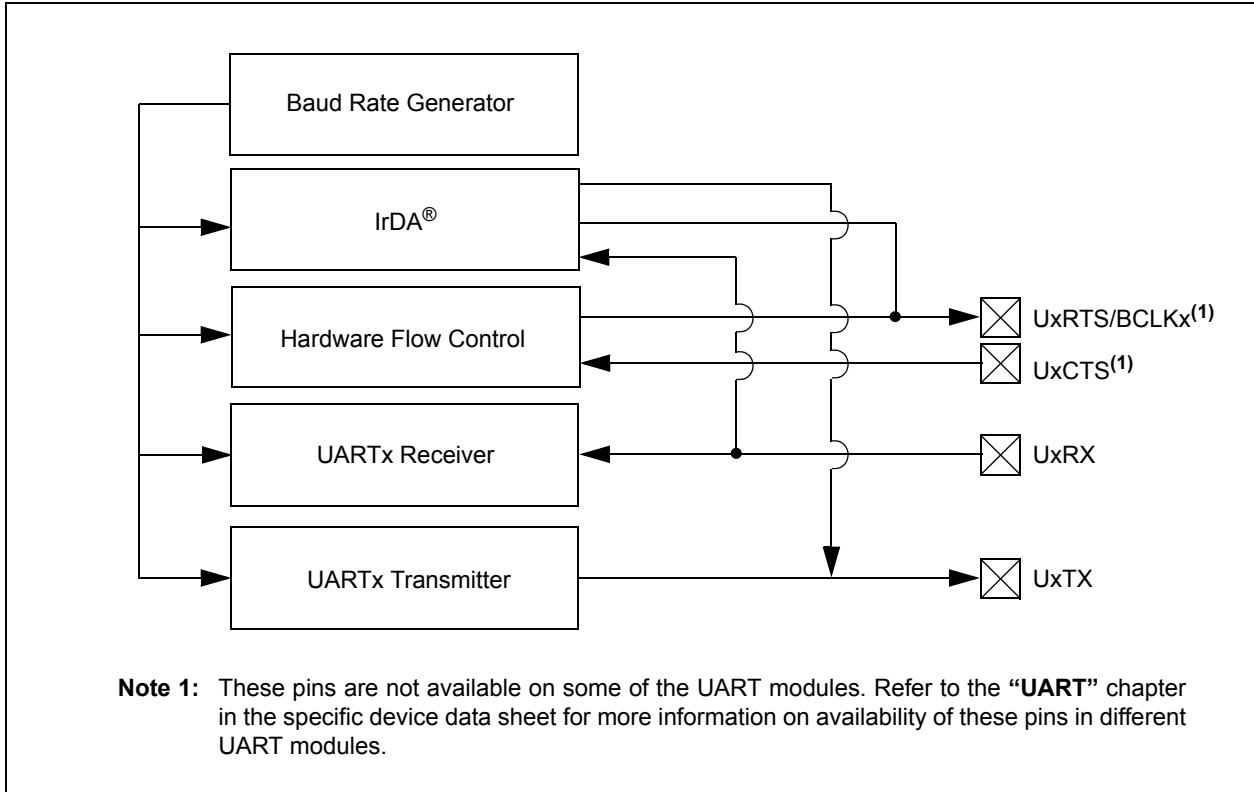 Baud Rate Generator
IrDA®
Hardware Flow Control
UxRTS/BCLKx(1)
UxCTS(1)
UARTx Receiver
UxRX
UARTx Transmitter
UxTX
Note 1: These pins are not available on some of the UART modules. Refer to the “UART” chapter
in the specific device data sheet for more information on availability of these pins in different
UART modules.